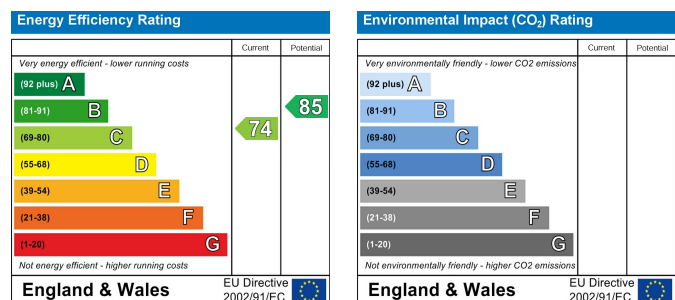 Energy Efficiency Rating
Current
Potential
Very energy efficient - lower running costs
(92 plus) A
(81-91) B
(69-80) C
(55-68) D
(39-54) E
(21-38) F
(1-20) G
74
85
Not energy efficient - higher running costs
England & Wales
EU Directive
2002/91/EC
Environmental Impact (CO₂) Rating
Current
Potential
Very environmentally friendly - lower CO2 emissions
(92 plus) A
(81-91) B
(69-80) C
(55-68) D
(39-54) E
(21-38) F
(1-20) G
Not environmentally friendly - higher CO2 emissions
England & Wales
EU Directive
2002/91/EC